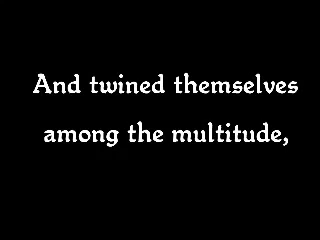 And twined themselves
among the multitude,